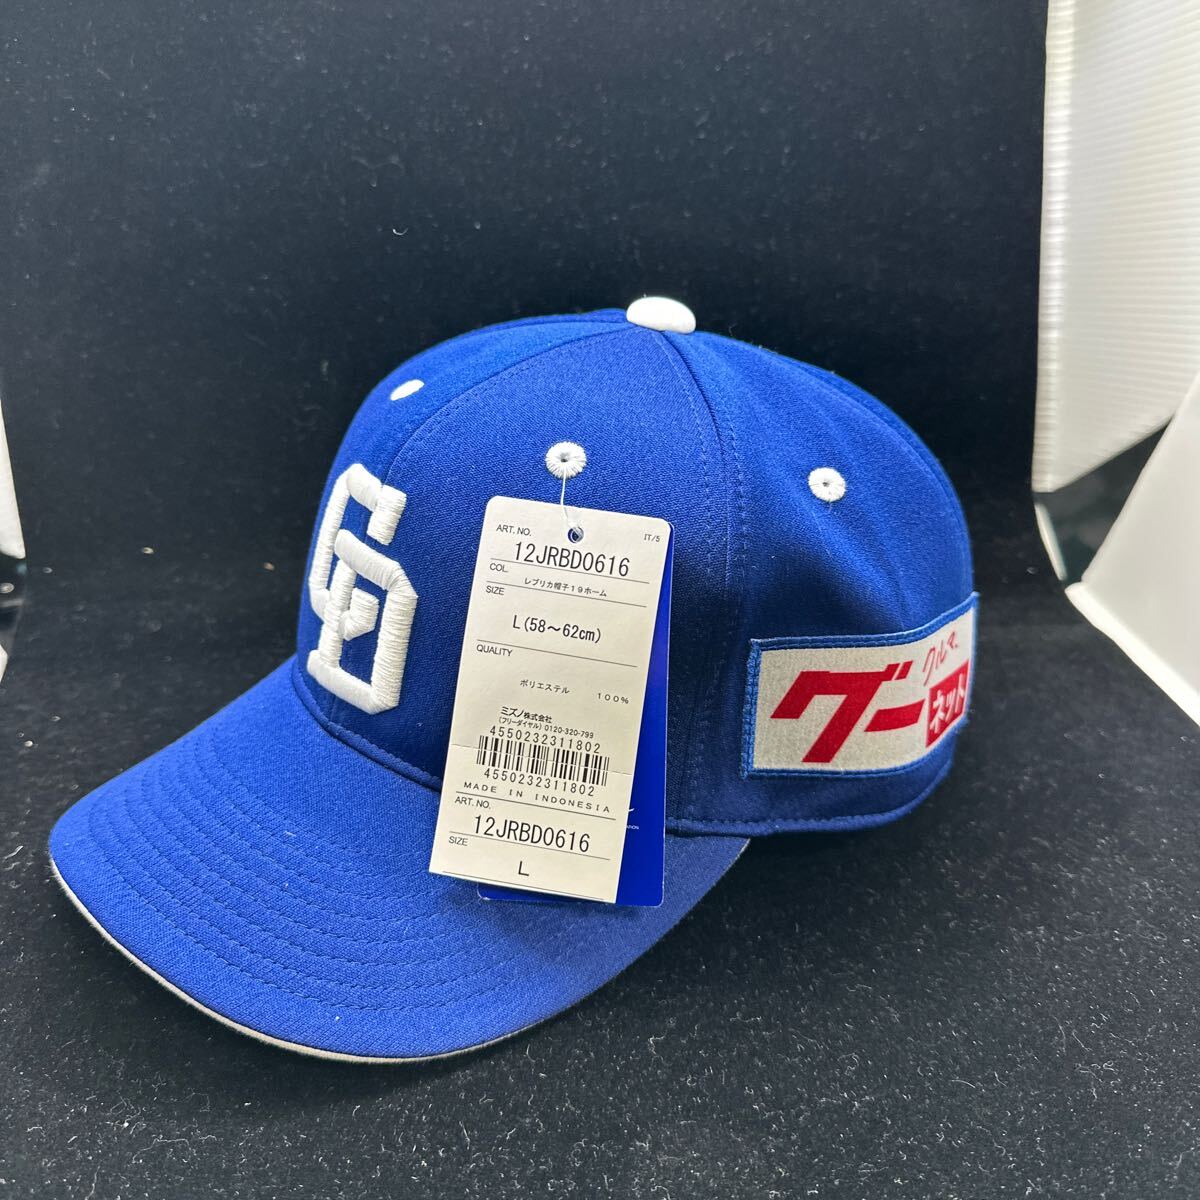 CD
ART. NO.
IT/5
12JRBD0616
COL.
レプリカ帽子19ホーム
SIZE
L(58〜62cm)
QUALITY
ポリエステル 100%
ミズノ株式会社
(フリーダイヤル) 0120-320-799
4550232311802
4550232311802
MADE IN INDONESIA
ART. NO.
12JRBD0616
SIZE
L
クルマ、
グー
ネット